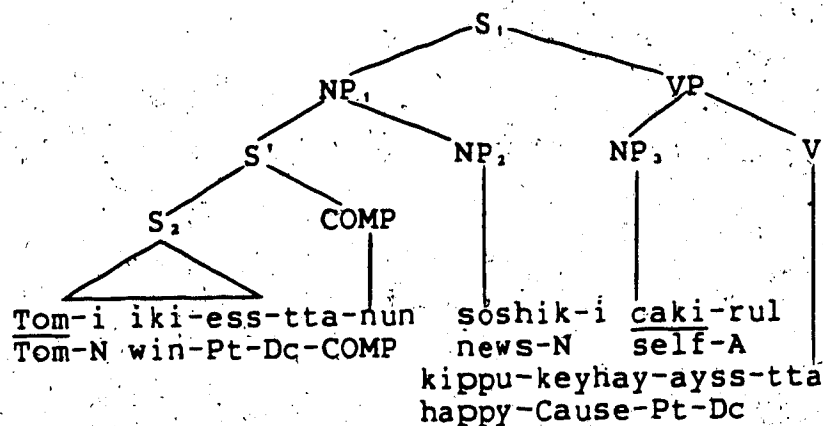 S₁
NP₁ VP
S' NP₂ NP₃ V
S₂ COMP
Tom-i iki-ess-tta-nun soshik-i caki-rul
Tom-N win-Pt-Dc-COMP news-N self-A
kippu-keyhay-ayss-tta
happy-Cause-Pt-Dc